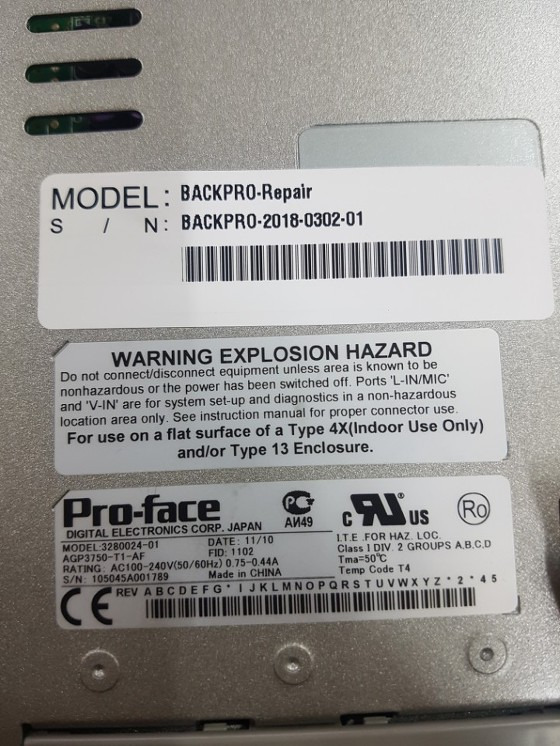 MODEL: BACKPRO-Repair
S / N: BACKPRO-2018-0302-01
WARNING EXPLOSION HAZARD
Do not connect/disconnect equipment unless area is known to be
nonhazardous or the power has been switched off. Ports 'L-IN/MIC'
and 'V-IN' are for system set-up and diagnostics in a non-hazardous
location area only. See instruction manual for proper connector use.
For use on a flat surface of a Type 4X(Indoor Use Only)
and/or Type 13 Enclosure.
Pro-face
DIGITAL ELECTRONICS CORP. JAPAN
MODEL:3280024-01 DATE: 11/10
AGP3750-T1-AF FID: 1102
RATING: AC100-240V(50/60Hz) 0.75-0.44A
S/N: 105045A001789 Made in CHINA
РС
АИ49
c RU US
Ro
I.T.E .FOR HAZ. LOC.
Class I DIV. 2 GROUPS A,B,C,D
Tma=50°C
Temp Code T4
CE
REV A B C D E F G * I J K L M N O P Q R S T U V W X Y Z * 2 * 4 5